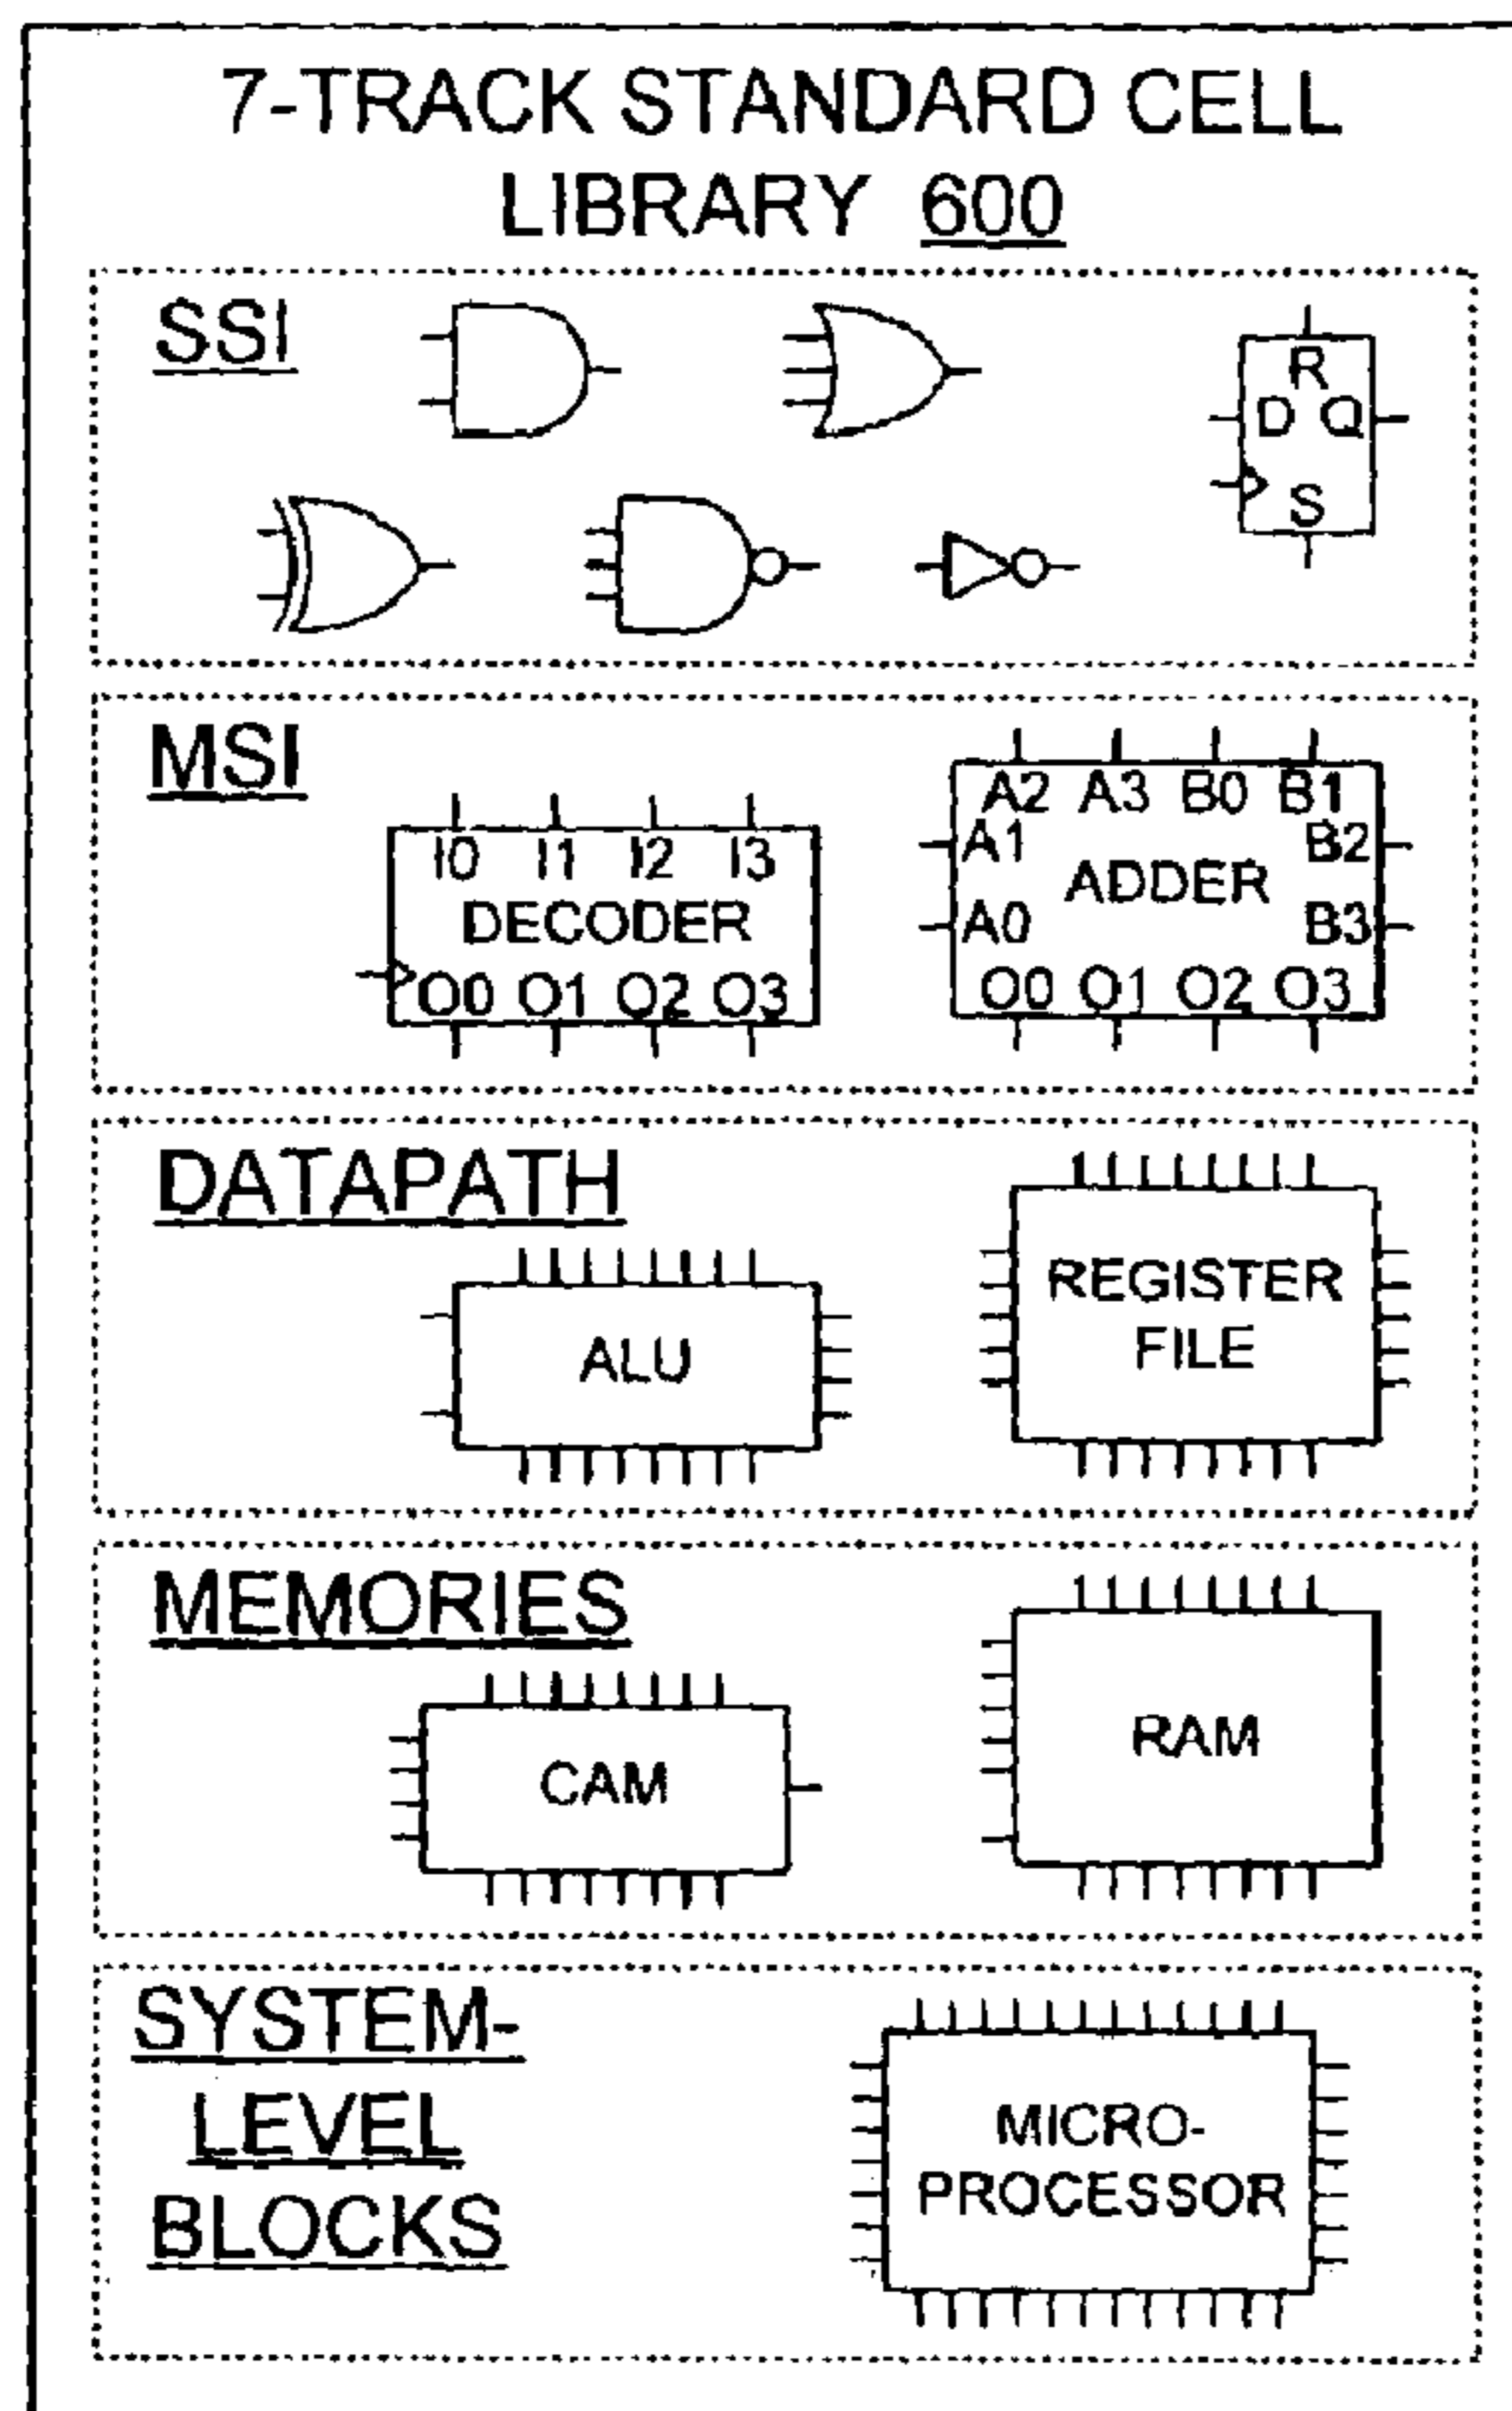 7-TRACK STANDARD CELL
LIBRARY 600
SSI
R
D Q
S
MSI
I0 I1 I2 I3
DECODER
O0 O1 O2 O3
A2 A3 B0 B1
A1 B2
ADDER
A0 B3
O0 O1 O2 O3
DATAPATH
ALU
REGISTER
FILE
MEMORIES
CAM
RAM
SYSTEM-
LEVEL
BLOCKS
MICRO-
PROCESSOR